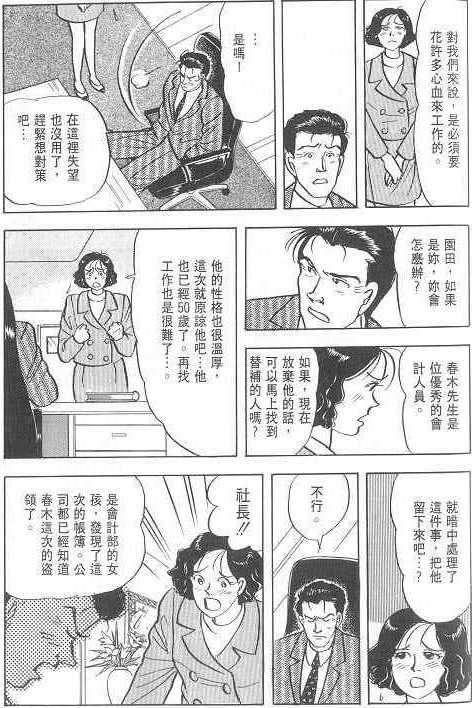 對我們來說，是必須要
花許多心血來工作的。
…
是嗎！
在這裡失望
也沒用了，
趕緊想對策
吧…
園田，如果
是妳，妳會
怎麼辦？
他的性格也很溫厚，
這次就原諒他吧…他
也已經50歲了。再找
工作也是很難了…。
春木先生是
位優秀的會
計人員。
如果，現在
放棄他的話，
可以馬上找到
替補的人嗎？
就暗中處理了
這件事，把他
留下來吧…？
不行。
社長!!
是會計部的女
孩，發現了這
次的帳簿。公
司都已經知道
春木這次的盜
領了。